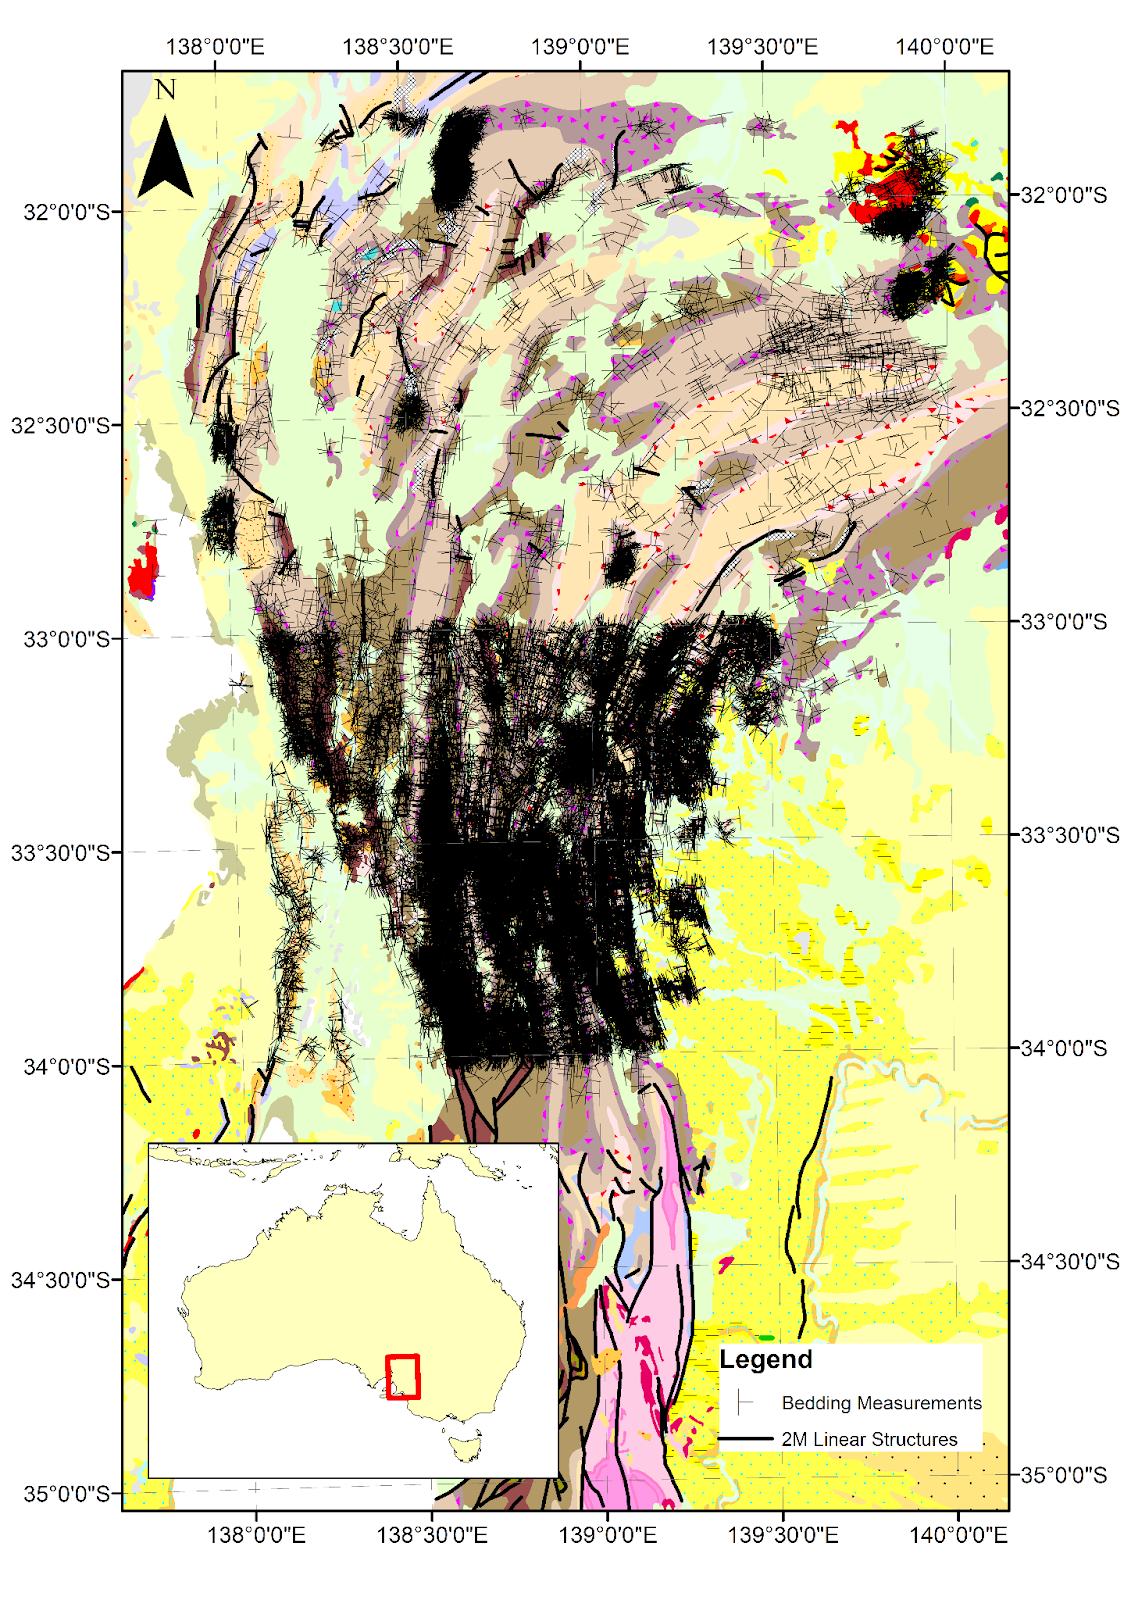 138°0'0"E 138°30'0"E 139°0'0"E 139°30'0"E 140°0'0"E
N
32°0'0"S 32°0'0"S
32°30'0"S 32°30'0"S
33°0'0"S 33°0'0"S
33°30'0"S 33°30'0"S
34°0'0"S 34°0'0"S
34°30'0"S 34°30'0"S
Legend
Bedding Measurements
2M Linear Structures
35°0'0"S 35°0'0"S
138°0'0"E 138°30'0"E 139°0'0"E 139°30'0"E 140°0'0"E